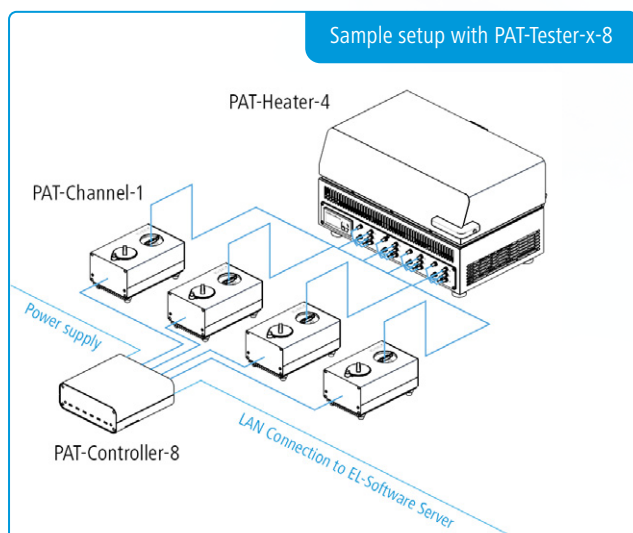 Sample setup with PAT-Tester-x-8
PAT-Heater-4
PAT-Channel-1
Power supply
PAT-Controller-8
LAN Connection to EL-Software Server